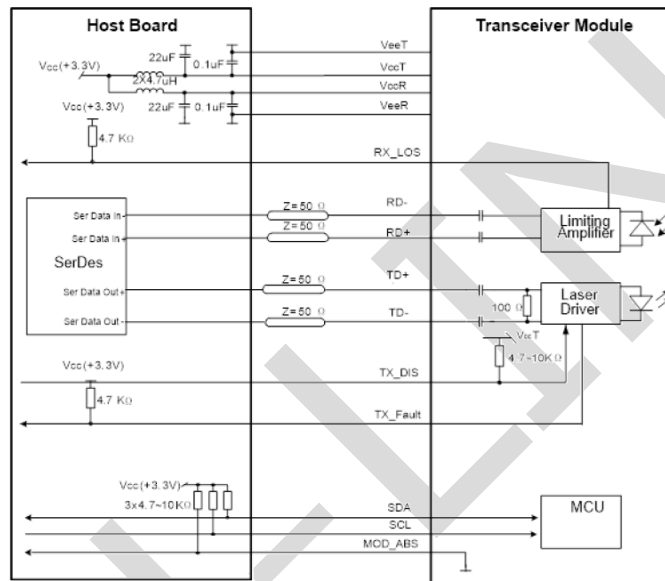 Host Board
Transceiver Module
22uF
0.1uF
VeeT
Vcc(+3.3V)
VccT
2X4.7uH
VccR
Vcc(+3.3V)
22uF
0.1uF
VeeR
4.7 KΩ
RX_LOS
Z=50 Ω
RD-
Ser Data In-
Z=50 Ω
Limiting
Amplifier
Ser Data In+
RD+
SerDes
Z=50 Ω
TD+
Ser Data Out+
100Ω
Laser
Driver
Z=50 Ω
TD-
Ser Data Out-
VccT
Vcc(+3.3V)
4.7~10KΩ
TX_DIS
4.7 KΩ
TX_Fault
Vcc(+3.3V)
3x4.7~10KΩ
SDA
MCU
SCL
MOD_ABS